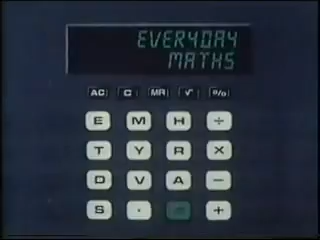 EVERYDAY
MATHS
AC C MR √ %
E M H ÷
T Y R X
D V A −
S . =
+